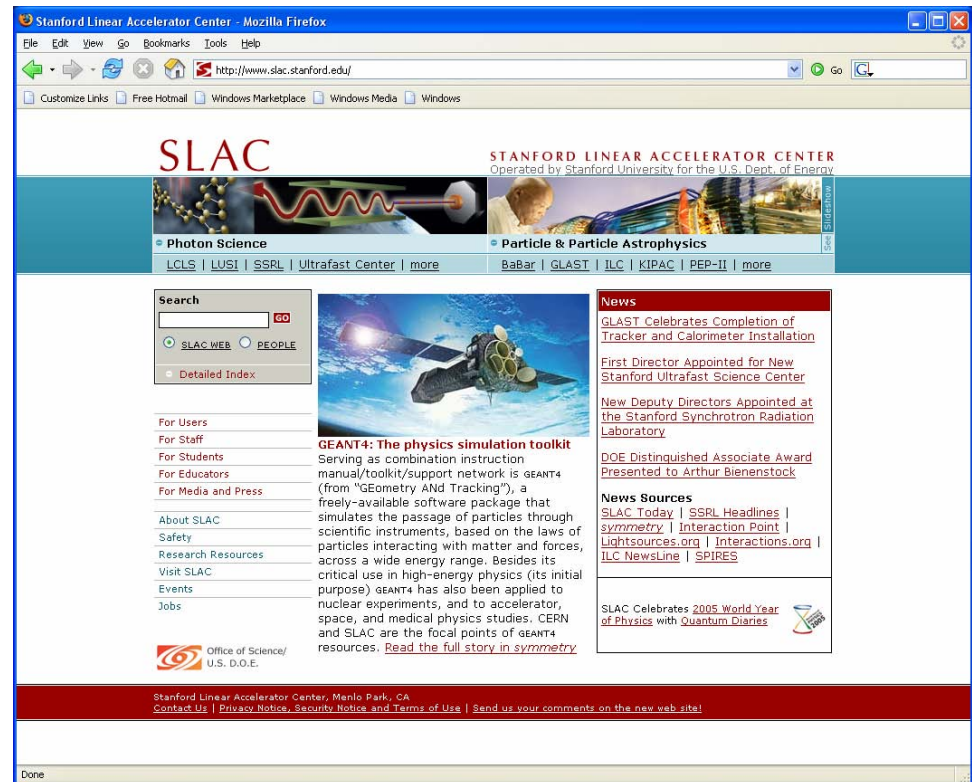 Stanford Linear Accelerator Center - Mozilla Firefox
File Edit View Go Bookmarks Tools Help
http://www.slac.stanford.edu/ Go
Customize Links Free Hotmail Windows Marketplace Windows Media Windows
SLAC
STANFORD LINEAR ACCELERATOR CENTER
Operated by Stanford University for the U.S. Dept. of Energy
See Slideshow
Photon Science
LCLS | LUSI | SSRL | Ultrafast Center | more
Particle & Particle Astrophysics
BaBar | GLAST | ILC | KIPAC | PEP-II | more
Search
GO
SLAC WEB PEOPLE
Detailed Index
For Users
For Staff
For Students
For Educators
For Media and Press
About SLAC
Safety
Research Resources
Visit SLAC
Events
Jobs
Office of Science/
U.S. D.O.E.
GEANT4: The physics simulation toolkit
Serving as combination instruction
manual/toolkit/support network is GEANT4
(from "GEometry ANd Tracking"), a
freely-available software package that
simulates the passage of particles through
scientific instruments, based on the laws of
particles interacting with matter and forces,
across a wide energy range. Besides its
critical use in high-energy physics (its initial
purpose) GEANT4 has also been applied to
nuclear experiments, and to accelerator,
space, and medical physics studies. CERN
and SLAC are the focal points of GEANT4
resources. Read the full story in symmetry
News
GLAST Celebrates Completion of
Tracker and Calorimeter Installation
First Director Appointed for New
Stanford Ultrafast Science Center
New Deputy Directors Appointed at
the Stanford Synchrotron Radiation
Laboratory
DOE Distinguished Associate Award
Presented to Arthur Bienenstock
News Sources
SLAC Today | SSRL Headlines |
symmetry | Interaction Point |
Lightsources.org | Interactions.org |
ILC NewsLine | SPIRES
SLAC Celebrates 2005 World Year
of Physics with Quantum Diaries
Stanford Linear Accelerator Center, Menlo Park, CA
Contact Us | Privacy Notice, Security Notice and Terms of Use | Send us your comments on the new web site!
Done